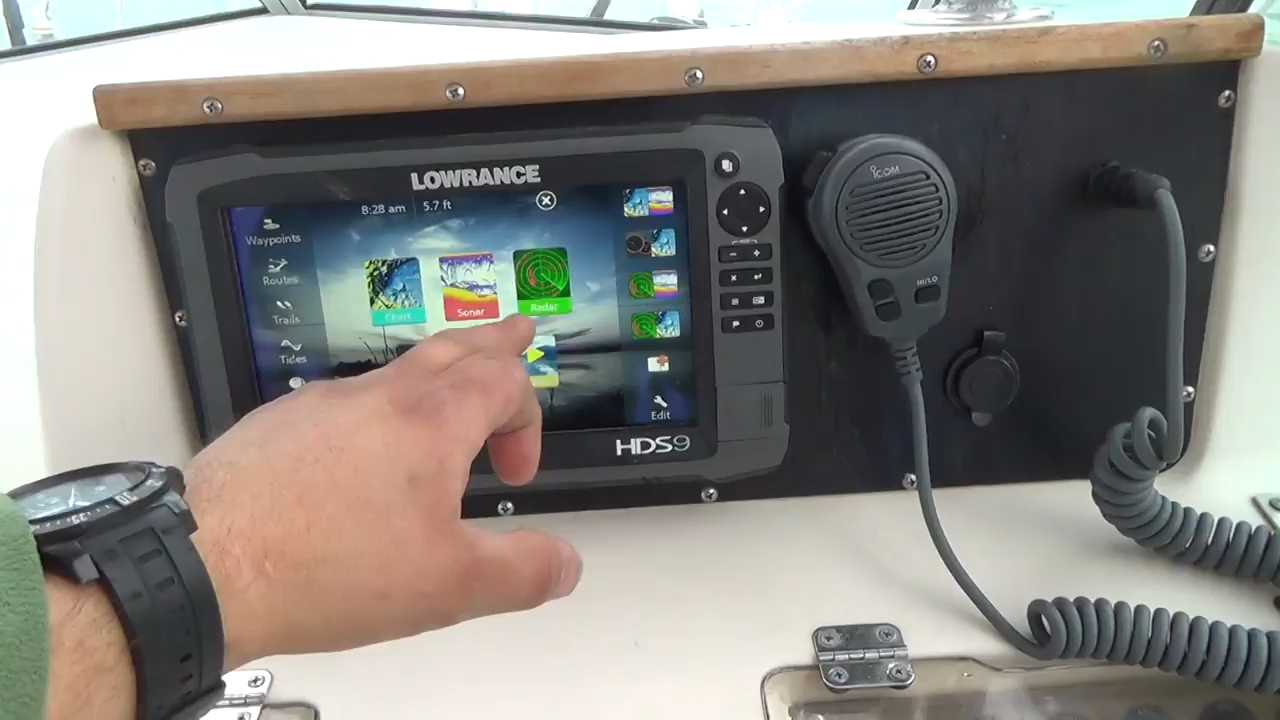 LOWRANCE
8:28 am 5.7 ft
Waypoints
Routes
Trails
Tides
Chart
Sonar
Radar
Edit
HDS9
ICOM
HI/LO